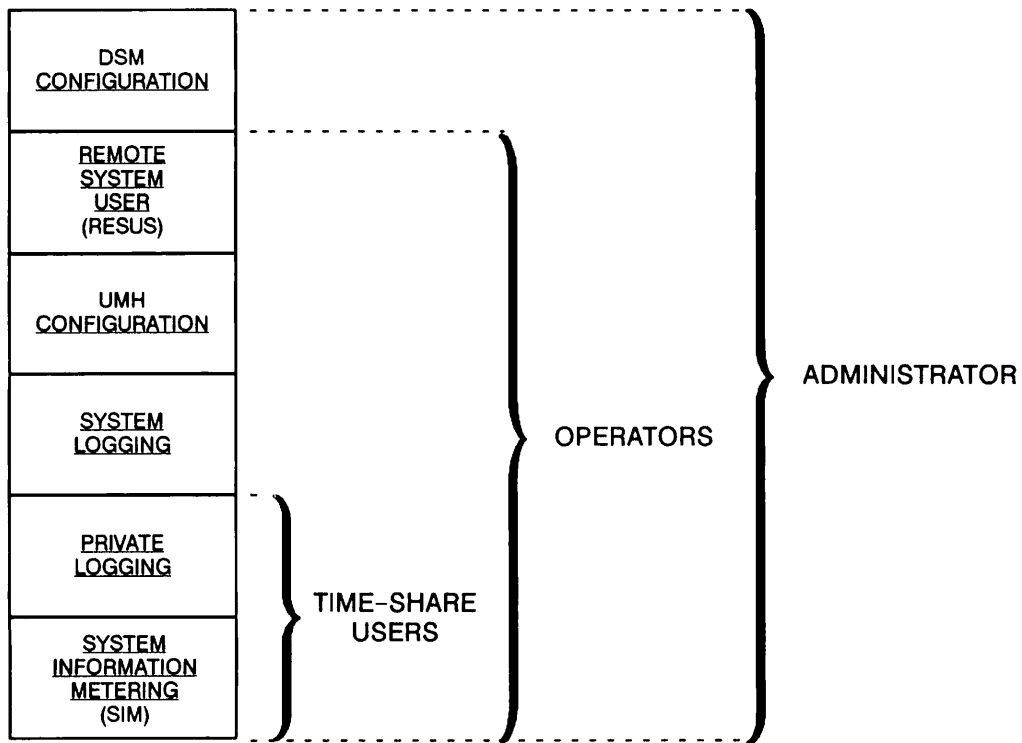 DSM
CONFIGURATION
REMOTE
SYSTEM
USER
(RESUS)
UMH
CONFIGURATION
SYSTEM
LOGGING
PRIVATE
LOGGING
SYSTEM
INFORMATION
METERING
(SIM)
TIME-SHARE
USERS
OPERATORS
ADMINISTRATOR